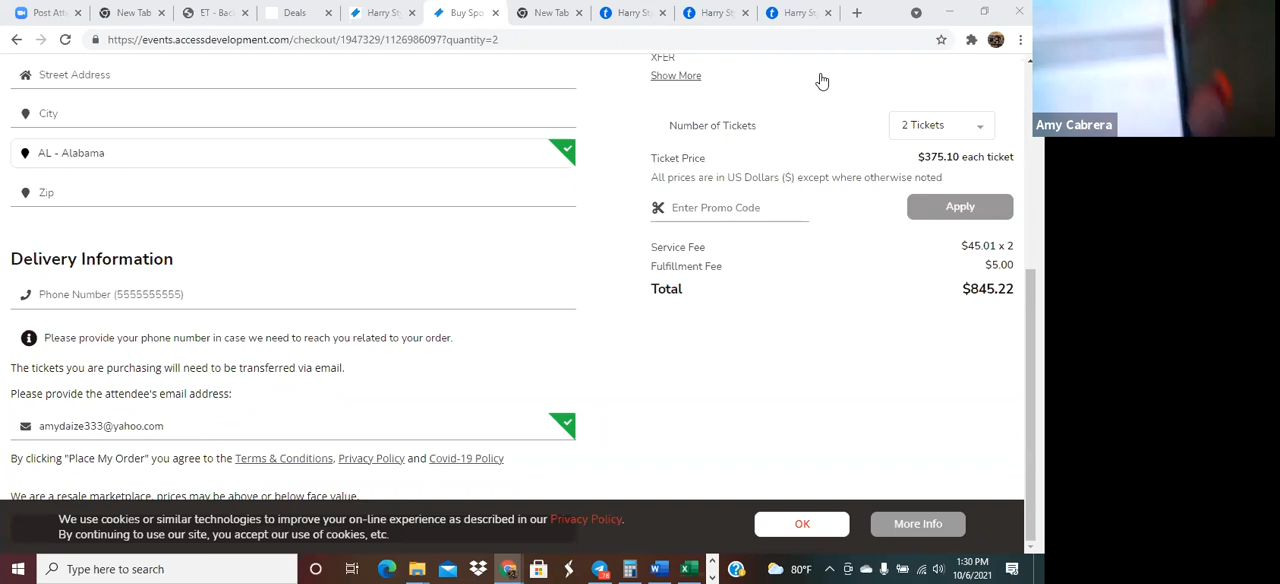 Post Atte
New Tab
ET - Back
Deals
Harry Sty
Buy Spo
New Tab
Harry Sty
Harry Sty
Harry Sty
https://events.accessdevelopment.com/checkout/1947329/1126986097?quantity=2
Street Address
City
AL - Alabama
Zip
Delivery Information
Phone Number (5555555555)
Please provide your phone number in case we need to reach you related to your order.
The tickets you are purchasing will need to be transferred via email.
Please provide the attendee's email address:
amydaize333@yahoo.com
By clicking "Place My Order" you agree to the Terms & Conditions, Privacy Policy and Covid-19 Policy
We are a resale marketplace, prices may be above or below face value.
XFER
Show More
Number of Tickets 2 Tickets
Ticket Price $375.10 each ticket
All prices are in US Dollars ($) except where otherwise noted
Enter Promo Code Apply
Service Fee $45.01 x 2
Fulfillment Fee $5.00
Total $845.22
Amy Cabrera
We use cookies or similar technologies to improve your on-line experience as described in our Privacy Policy.
By continuing to use our site, you accept our use of cookies, etc.
OK More Info
Type here to search
80°F
1:30 PM
10/6/2021